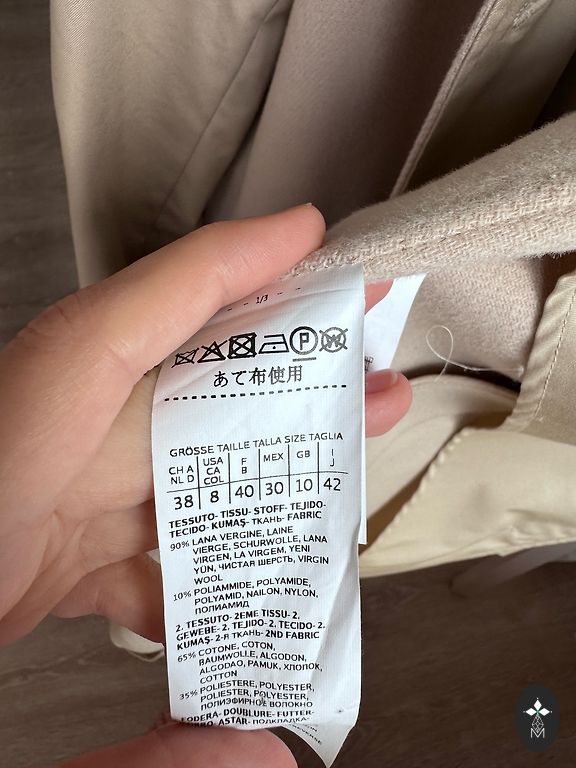 - - 1/3 - -
P W
あて布使用
GRÖSSE TAILLE TALLA SIZE TAGLIA
CH A NL D | USA CA COL | F B | MEX | GB | I J
38 | 8 | 40 | 30 | 10 | 42
TESSUTO- TISSU- STOFF- TEJIDO-
TECIDO- KUMAŞ- ТКАНЬ- FABRIC
90% LANA VERGINE, LAINE
VIERGE, SCHURWOLLE, LANA
VIRGEN, LA VIRGEM, YENI
YÜN, ЧИСТАЯ ШЕРСТЬ, VIRGIN
WOOL
10% POLIAMMIDE, POLYAMIDE,
POLYAMID, NAILON, NYLON,
ПОЛИАМИД
2. TESSUTO- 2EME TISSU- 2.
GEWEBE- 2. TEJIDO- 2. TECIDO- 2.
KUMAŞ- 2-Я ТКАНЬ- 2ND FABRIC
65% COTONE, COTON,
BAUMWOLLE, ALGODON,
ALGODAO, PAMUK, ХЛОПОК,
COTTON
35% POLIESTERE, POLYESTER,
POLIESTER, POLYESTER,
ПОЛИЭФИРНОЕ ВОЛОКНО
FODERA- DOUBLURE- FUTTER-
ASTAR- ПОДКЛАДКА-
M